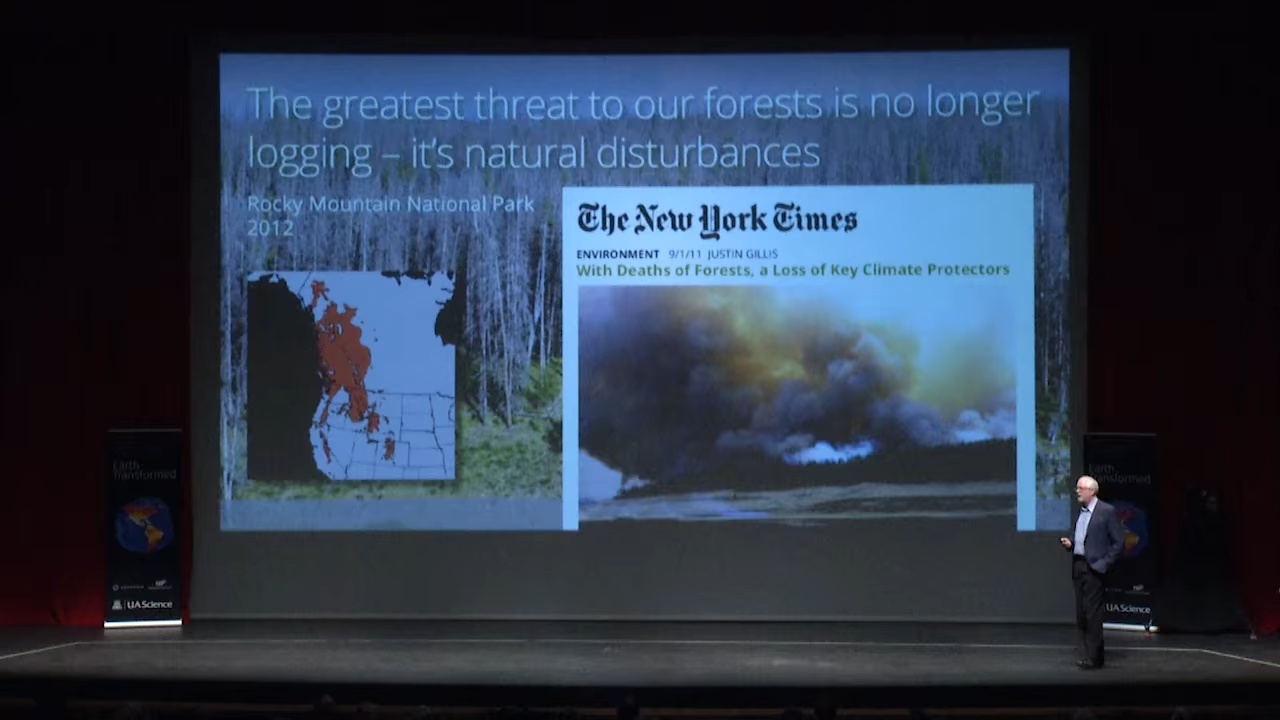 The greatest threat to our forests is no longer
logging – it's natural disturbances
Rocky Mountain National Park
2012
The New York Times
ENVIRONMENT 9/1/11 JUSTIN GILLIS
With Deaths of Forests, a Loss of Key Climate Protectors
Earth
Transformed
UA Science
Earth
Transformed
UA Science